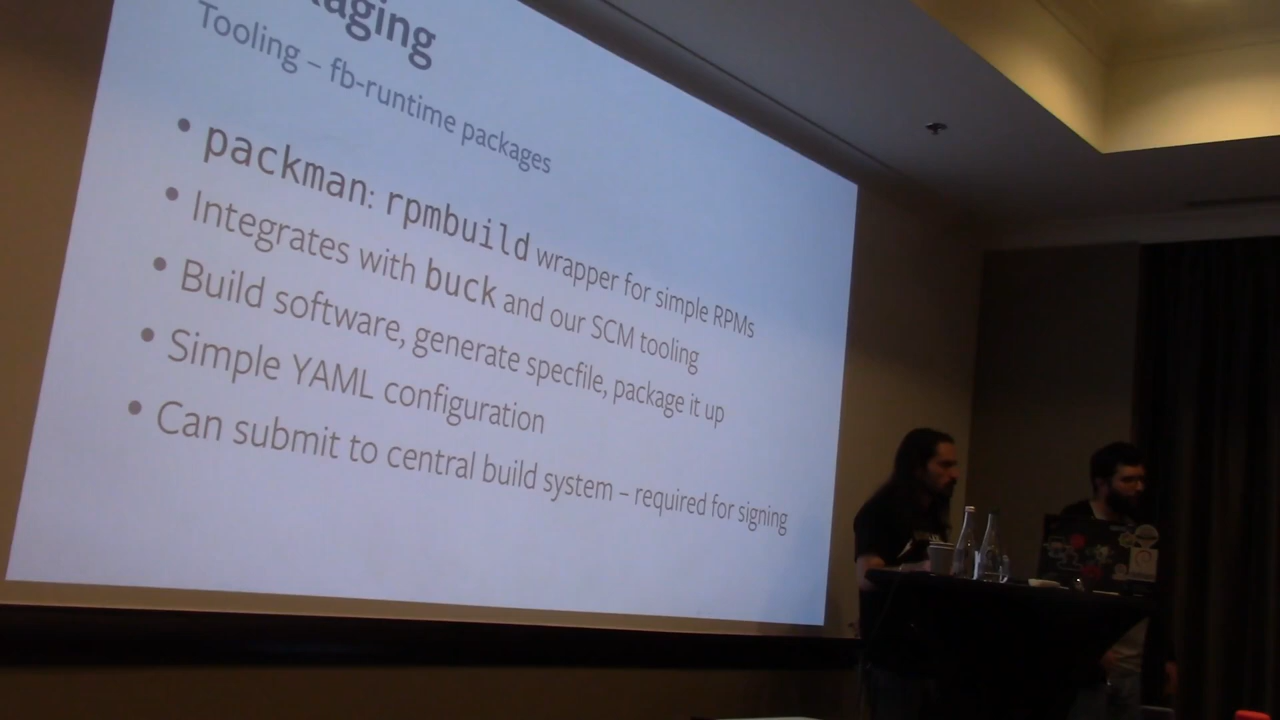 Tooling – fb-runtime packages
• packman: rpmbuild wrapper for simple RPMs
• Integrates with buck and our SCM tooling
• Build software, generate specfile, package it up
• Simple YAML configuration
• Can submit to central build system – required for signing